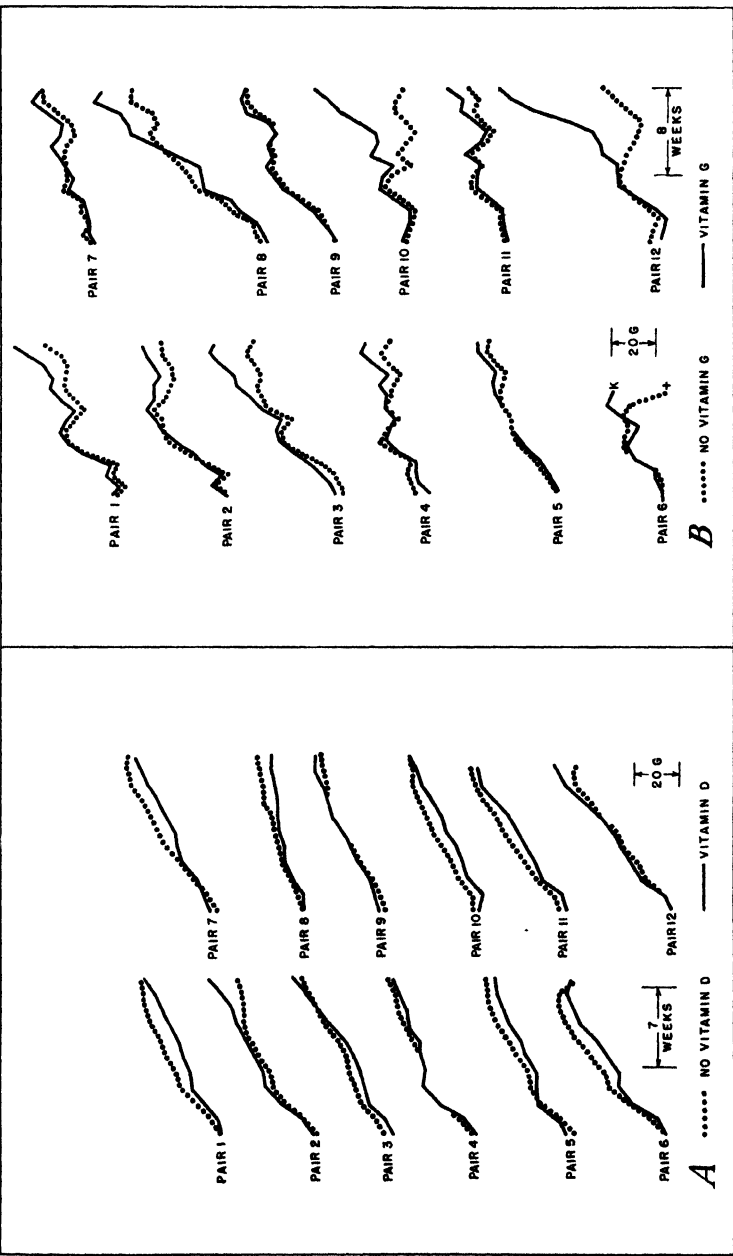 PAIR 1
PAIR 2
PAIR 3
PAIR 4
PAIR 5
PAIR 6
7
WEEKS
PAIR 7
PAIR 8
PAIR 9
PAIR 10
PAIR 11
PAIR 12
20 G
A
NO VITAMIN D
VITAMIN D
PAIR 1
PAIR 2
PAIR 3
PAIR 4
PAIR 5
PAIR 6
K
+
20 G
PAIR 7
PAIR 8
PAIR 9
PAIR 10
PAIR 11
PAIR 12
8
WEEKS
B
NO VITAMIN G
VITAMIN G